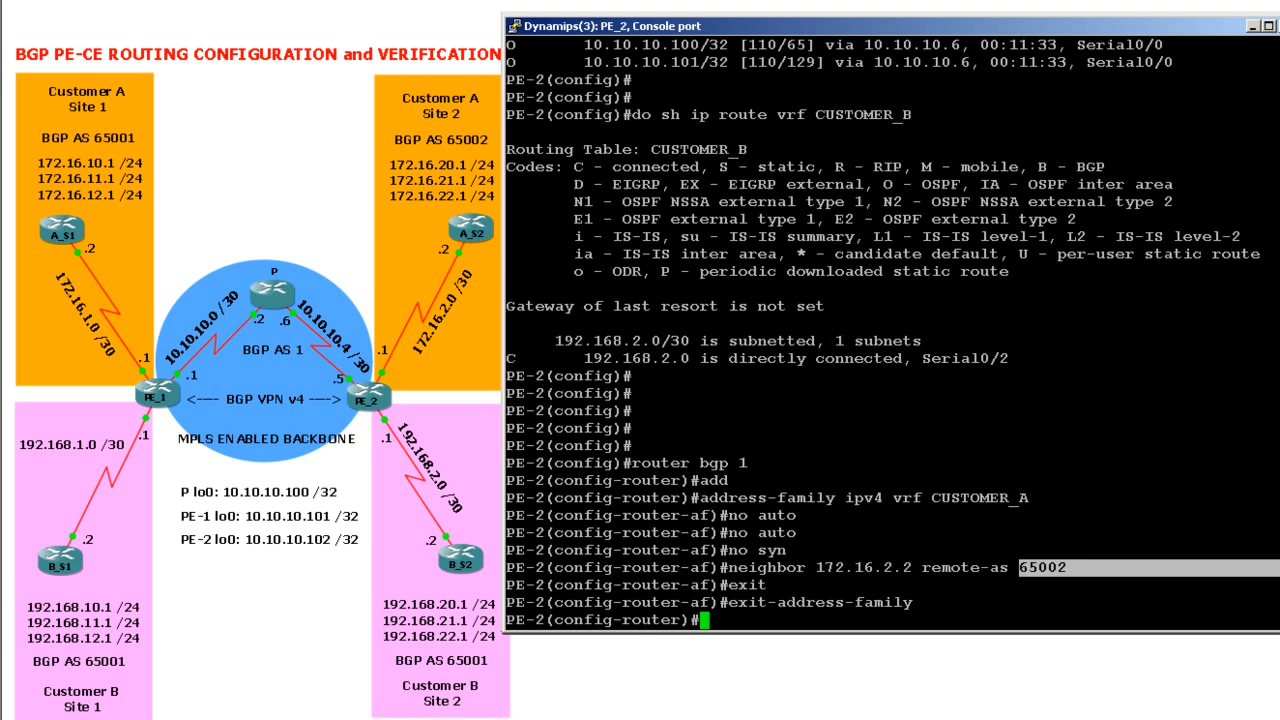 BGP PE-CE ROUTING CONFIGURATION and VERIFICATION
Customer A
Site 1
BGP AS 65001
172.16.10.1 /24
172.16.11.1 /24
172.16.12.1 /24
A_S1
.2
172.16.1.0 /30
.1
Customer A
Site 2
BGP AS 65002
172.16.20.1 /24
172.16.21.1 /24
172.16.22.1 /24
A_S2
.2
172.16.2.0 /30
.1
P
10.10.10.0 /30
.2
.6
10.10.10.4 /30
BGP AS 1
.1
.5
PE_1
<---- BGP VPN v4 ---->
PE_2
MPLS ENABLED BACKBONE
.1
192.168.1.0 /30
.2
B_S1
.1
192.168.2.0 /30
.2
B_S2
P lo0: 10.10.10.100 /32
PE-1 lo0: 10.10.10.101 /32
PE-2 lo0: 10.10.10.102 /32
192.168.10.1 /24
192.168.11.1 /24
192.168.12.1 /24
BGP AS 65001
Customer B
Site 1
192.168.20.1 /24
192.168.21.1 /24
192.168.22.1 /24
BGP AS 65001
Customer B
Site 2
Dynamips(3): PE_2, Console port
O 10.10.10.100/32 [110/65] via 10.10.10.6, 00:11:33, Serial0/0
O 10.10.10.101/32 [110/129] via 10.10.10.6, 00:11:33, Serial0/0
PE-2(config)#
PE-2(config)#
PE-2(config)#do sh ip route vrf CUSTOMER_B
Routing Table: CUSTOMER_B
Codes: C - connected, S - static, R - RIP, M - mobile, B - BGP
D - EIGRP, EX - EIGRP external, O - OSPF, IA - OSPF inter area
N1 - OSPF NSSA external type 1, N2 - OSPF NSSA external type 2
E1 - OSPF external type 1, E2 - OSPF external type 2
i - IS-IS, su - IS-IS summary, L1 - IS-IS level-1, L2 - IS-IS level-2
ia - IS-IS inter area, * - candidate default, U - per-user static route
o - ODR, P - periodic downloaded static route
Gateway of last resort is not set
192.168.2.0/30 is subnetted, 1 subnets
C 192.168.2.0 is directly connected, Serial0/2
PE-2(config)#
PE-2(config)#
PE-2(config)#
PE-2(config)#
PE-2(config)#
PE-2(config)#router bgp 1
PE-2(config-router)#add
PE-2(config-router)#address-family ipv4 vrf CUSTOMER_A
PE-2(config-router-af)#no auto
PE-2(config-router-af)#no auto
PE-2(config-router-af)#no syn
PE-2(config-router-af)#neighbor 172.16.2.2 remote-as 65002
PE-2(config-router-af)#exit
PE-2(config-router-af)#exit-address-family
PE-2(config-router)#